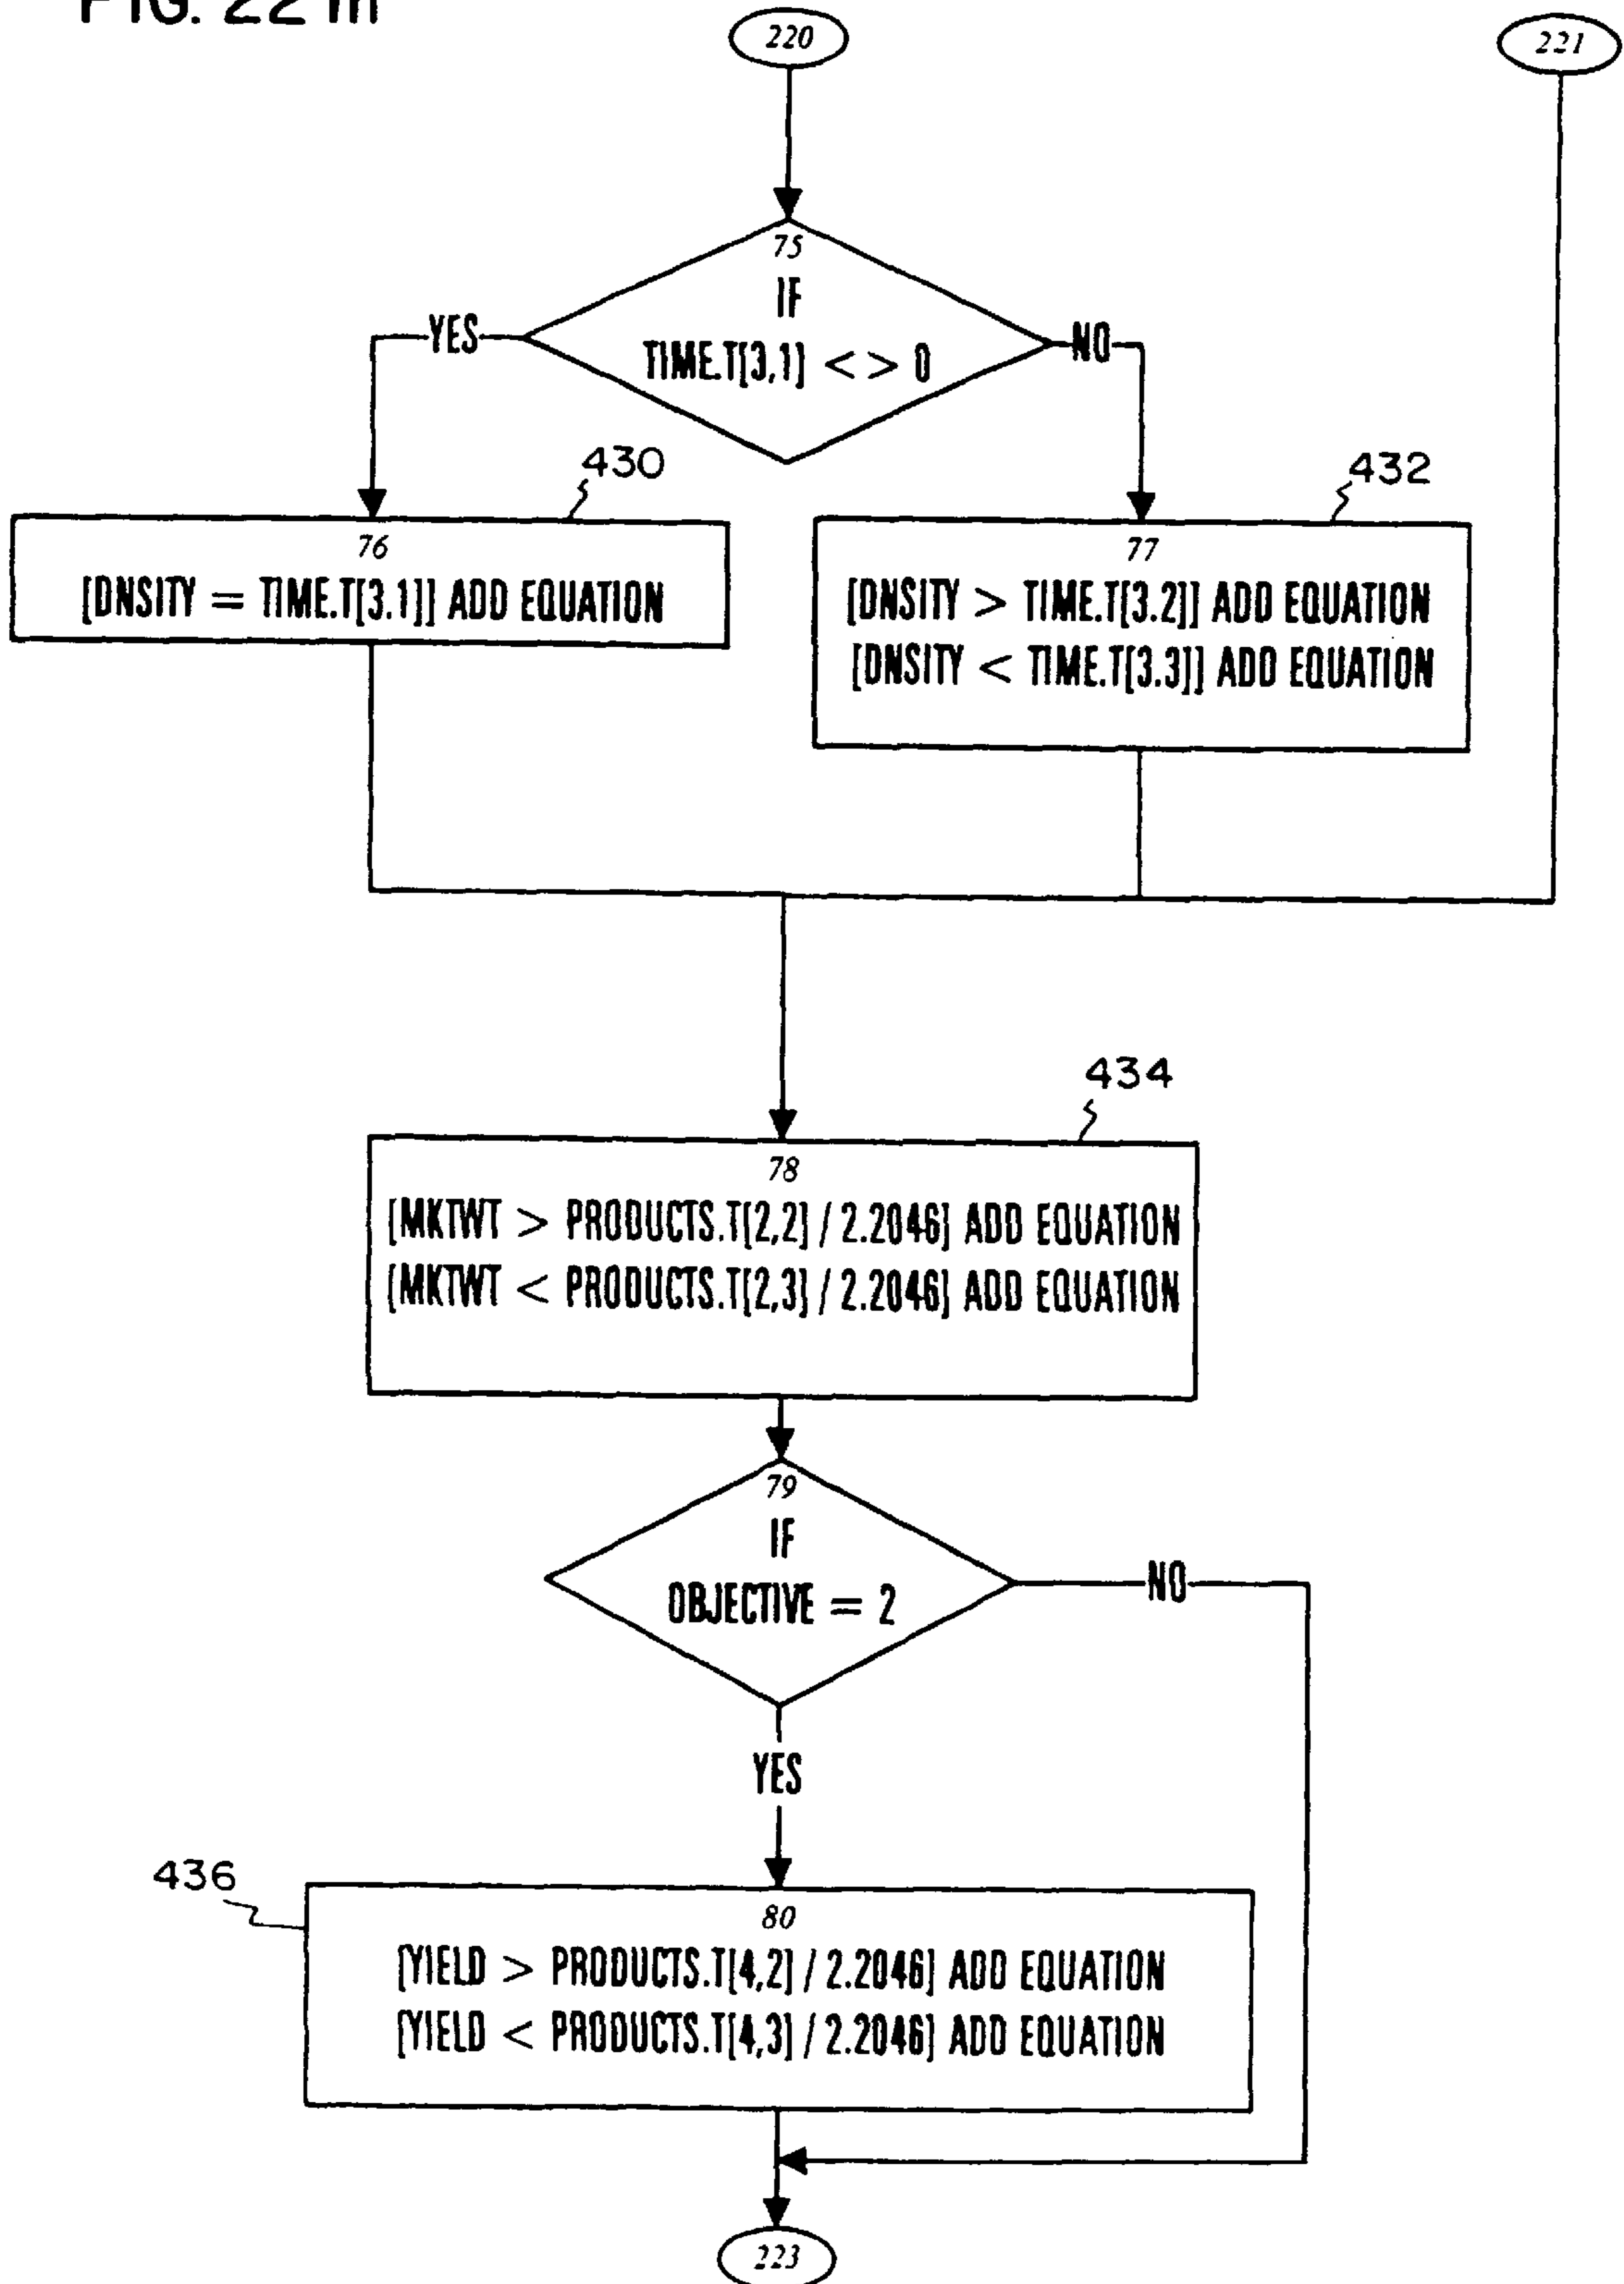 FIG. 22 m
220
221
75
IF
TIME.T[3,1] < > 0
YES
NO
430
432
76
[DNSITY = TIME.T[3.1]] ADD EQUATION
77
[DNSITY > TIME.T[3.2]] ADD EQUATION
[DNSITY < TIME.T[3.3]] ADD EQUATION
434
78
[MKTWT > PRODUCTS.T[2,2] / 2.2046] ADD EQUATION
[MKTWT < PRODUCTS.T[2,3] / 2.2046] ADD EQUATION
79
IF
OBJECTIVE = 2
NO
YES
436
80
[YIELD > PRODUCTS.T[4,2] / 2.2046] ADD EQUATION
[YIELD < PRODUCTS.T[4,3] / 2.2046] ADD EQUATION
223